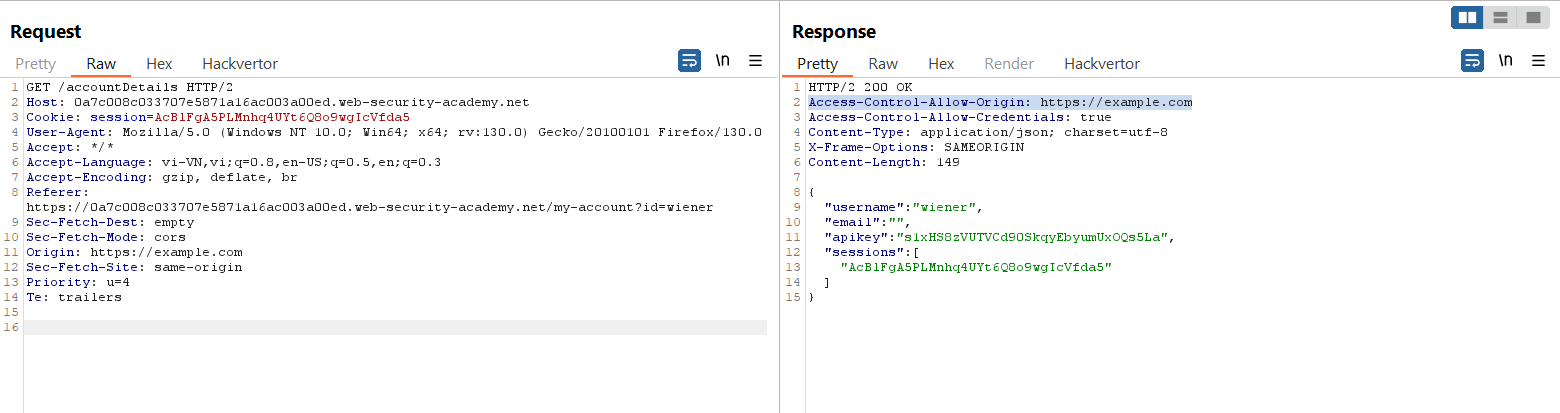 Request
Pretty Raw Hex Hackvertor
\n
1 GET /accountDetails HTTP/2
2 Host: 0a7c008c033707e5871a16ac003a00ed.web-security-academy.net
3 Cookie: session=AcBlFgA5PLMnhq4UYt6Q8o9wgIcVfda5
4 User-Agent: Mozilla/5.0 (Windows NT 10.0; Win64; x64; rv:130.0) Gecko/20100101 Firefox/130.0
5 Accept: */*
6 Accept-Language: vi-VN,vi;q=0.8,en-US;q=0.5,en;q=0.3
7 Accept-Encoding: gzip, deflate, br
8 Referer:
https://0a7c008c033707e5871a16ac003a00ed.web-security-academy.net/my-account?id=wiener
9 Sec-Fetch-Dest: empty
10 Sec-Fetch-Mode: cors
11 Origin: https://example.com
12 Sec-Fetch-Site: same-origin
13 Priority: u=4
14 Te: trailers
15
16
Response
Pretty Raw Hex Render Hackvertor
\n
1 HTTP/2 200 OK
2 Access-Control-Allow-Origin: https://example.com
3 Access-Control-Allow-Credentials: true
4 Content-Type: application/json; charset=utf-8
5 X-Frame-Options: SAMEORIGIN
6 Content-Length: 149
7
8 {
9 "username":"wiener",
10 "email":"",
11 "apikey":"slxHS8zVUTVCd90SkqyEbyumUxOQs5La",
12 "sessions":[
13 "AcBlFgA5PLMnhq4UYt6Q8o9wgIcVfda5"
14 ]
15 }